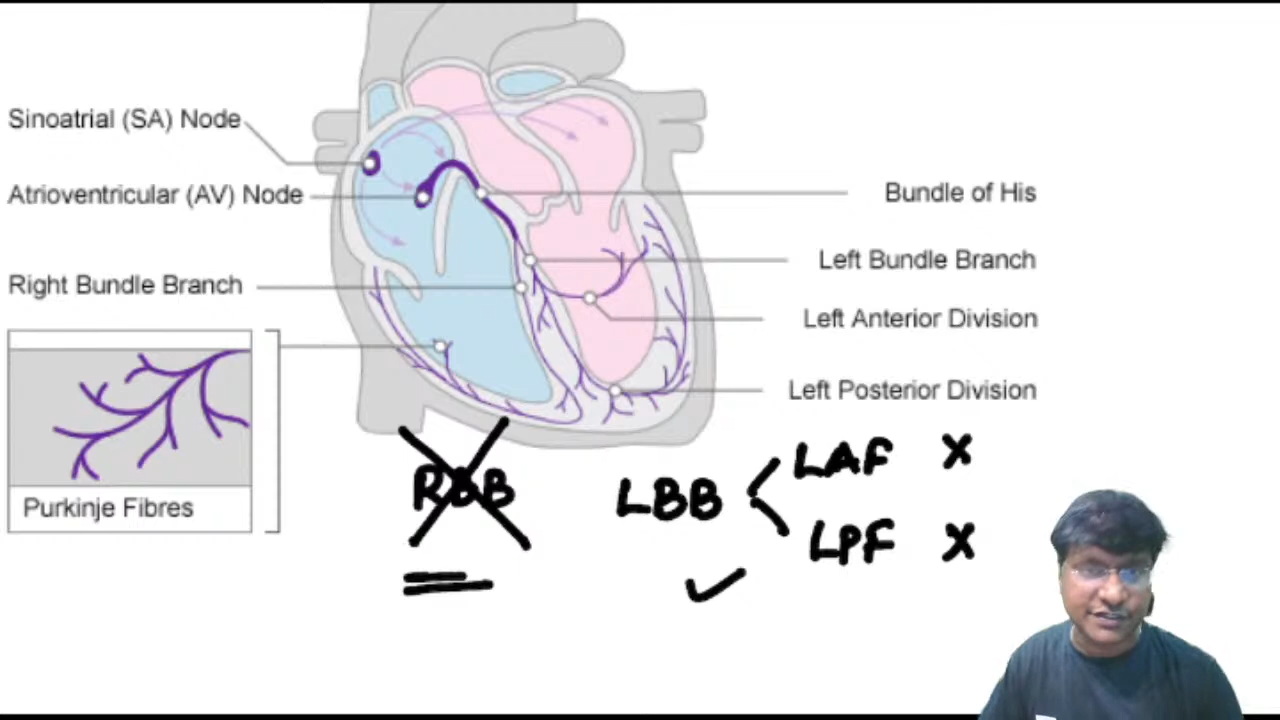 Sinoatrial (SA) Node
Atrioventricular (AV) Node
Right Bundle Branch
Purkinje Fibres
Bundle of His
Left Bundle Branch
Left Anterior Division
Left Posterior Division
RBB
LBB
LAF X
LPF X